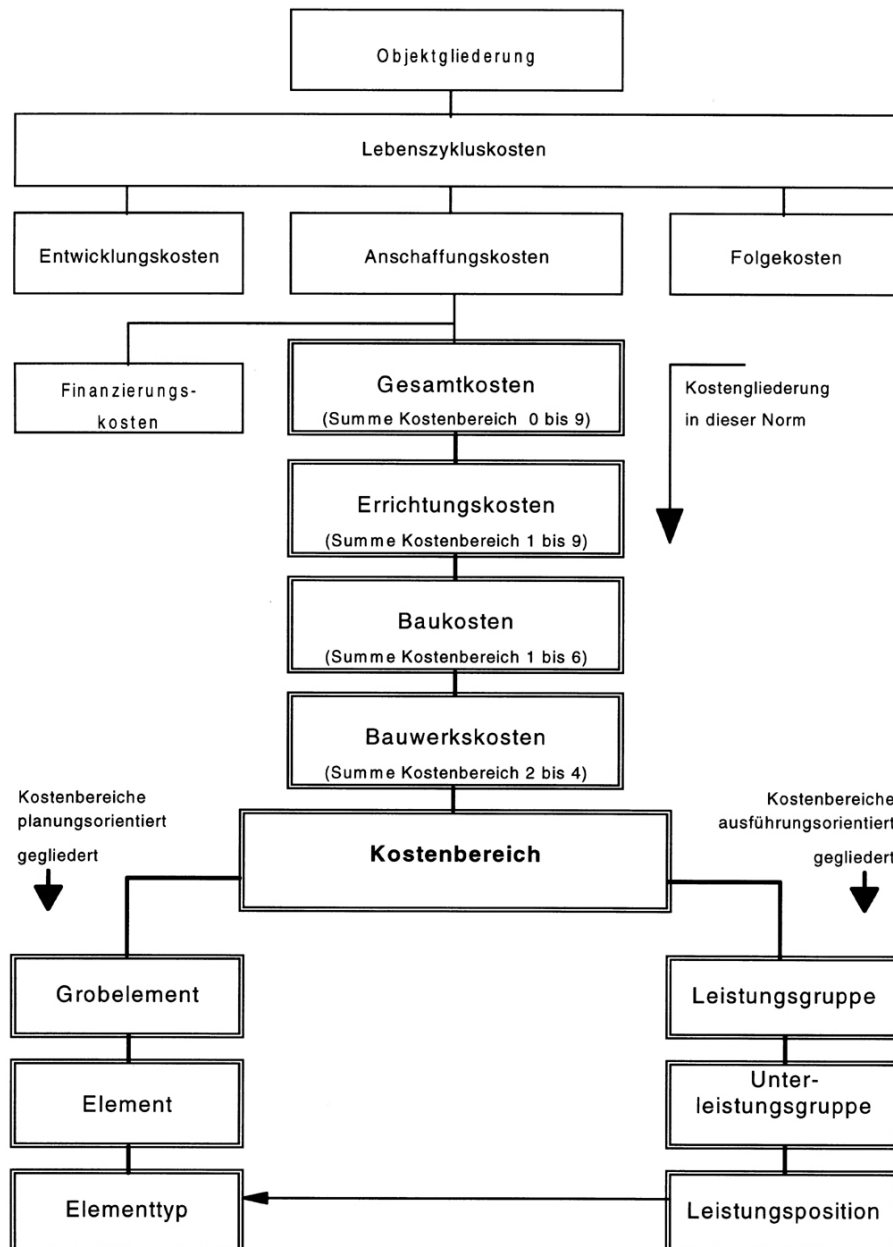 Objektgliederung
Lebenszykluskosten
Entwicklungskosten
Anschaffungskosten
Folgekosten
Finanzierungs-
kosten
Gesamtkosten
(Summe Kostenbereich 0 bis 9)
Kostengliederung
in dieser Norm
Errichtungskosten
(Summe Kostenbereich 1 bis 9)
Baukosten
(Summe Kostenbereich 1 bis 6)
Bauwerkskosten
(Summe Kostenbereich 2 bis 4)
Kostenbereiche
planungsorientiert
gegliedert
Kostenbereiche
ausführungsorientiert
gegliedert
Kostenbereich
Grobelement
Leistungsgruppe
Element
Unter-
leistungsgruppe
Elementtyp
Leistungsposition